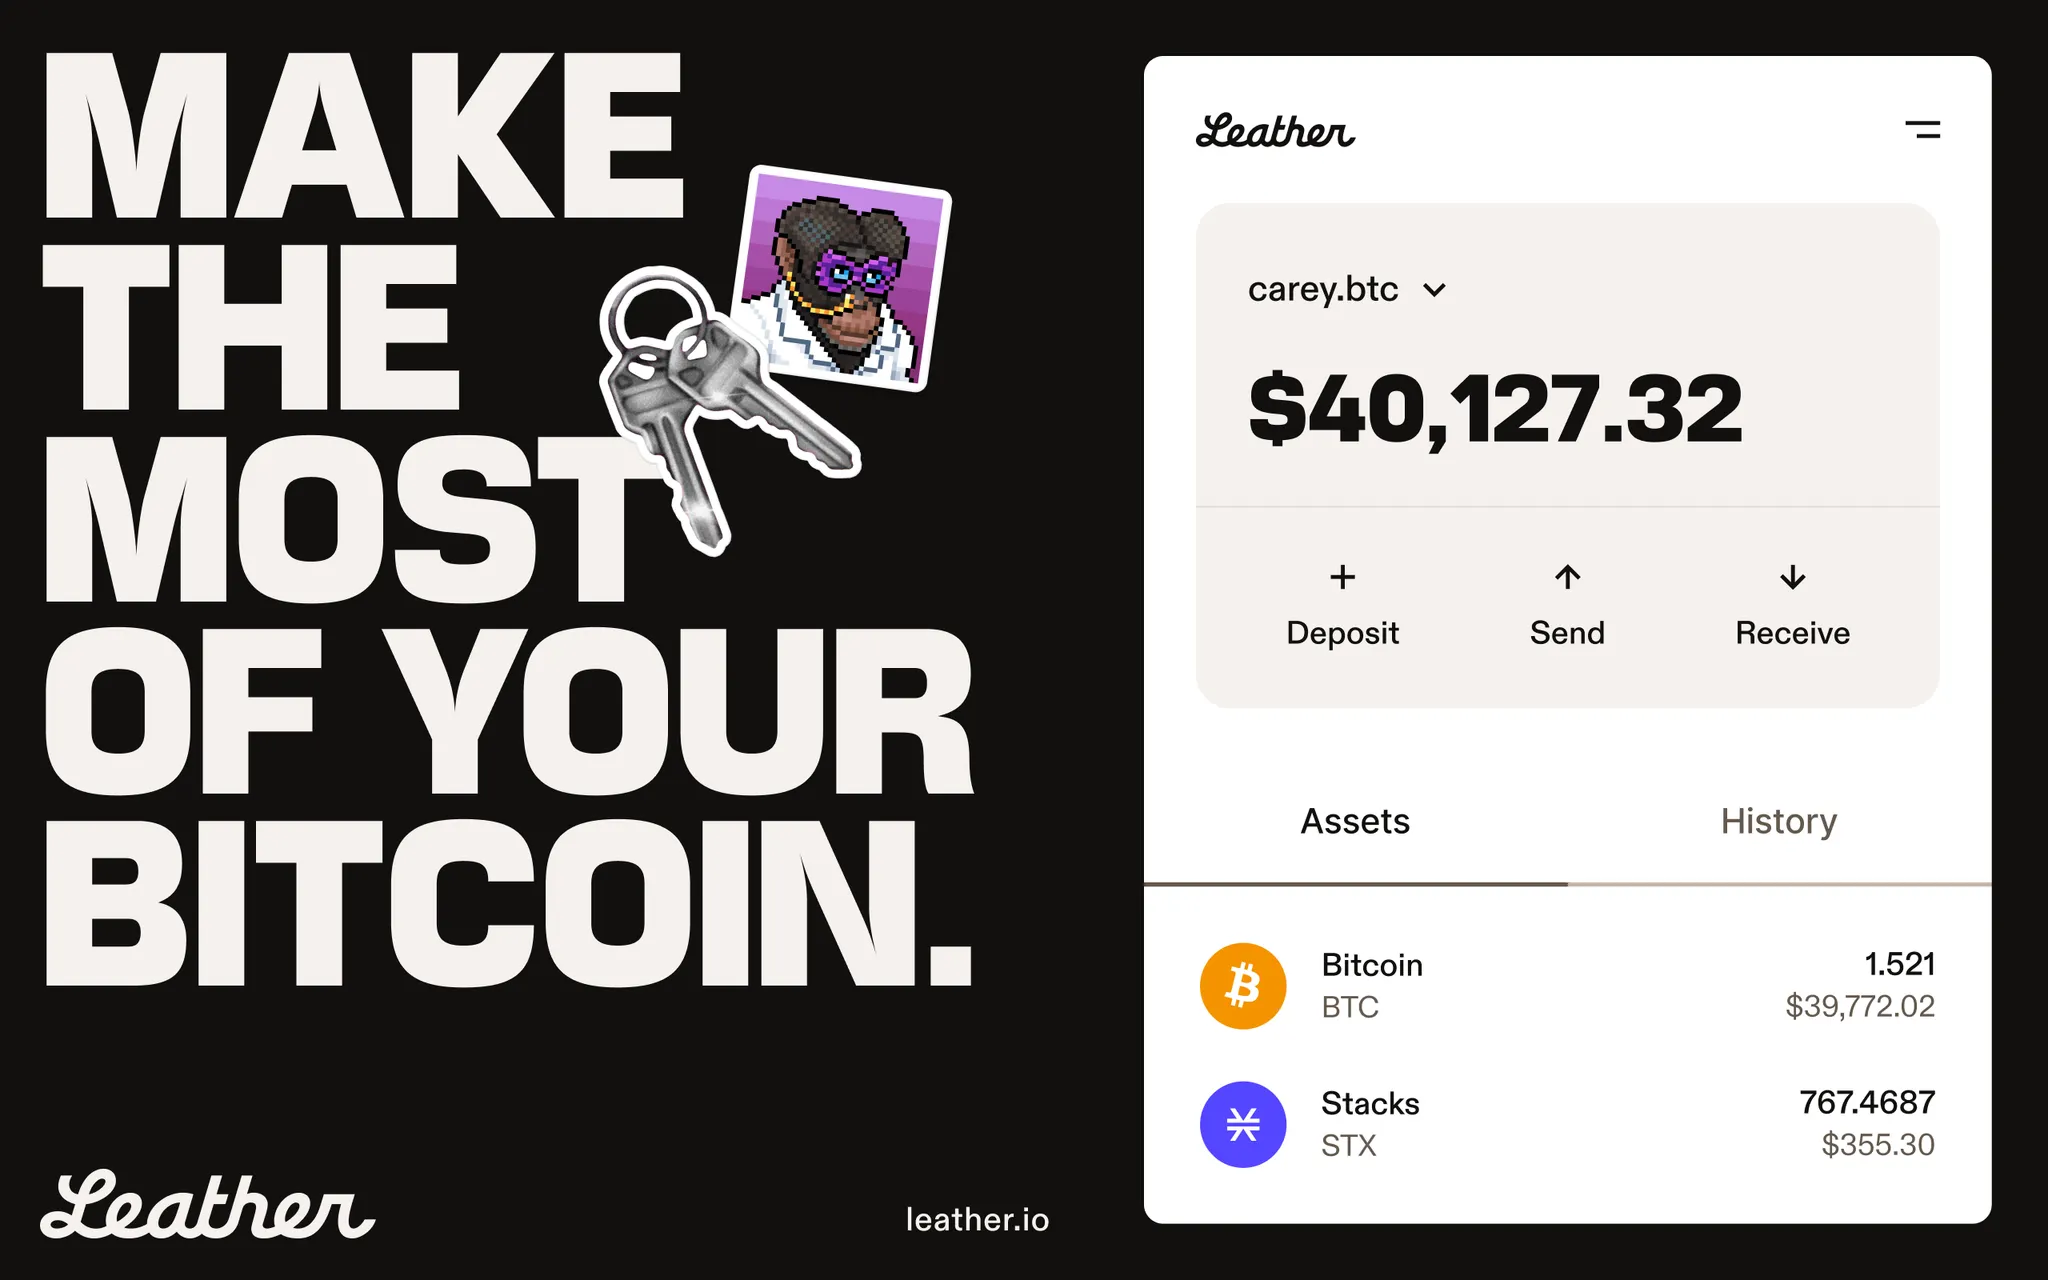 MAKE
THE
MOST
OF YOUR
BITCOIN.
Leather
leather.io
Leather
carey.btc
$40,127.32
Deposit
Send
Receive
Assets
History
Bitcoin
1.521
BTC
$39,772.02
Stacks
767.4687
STX
$355.30